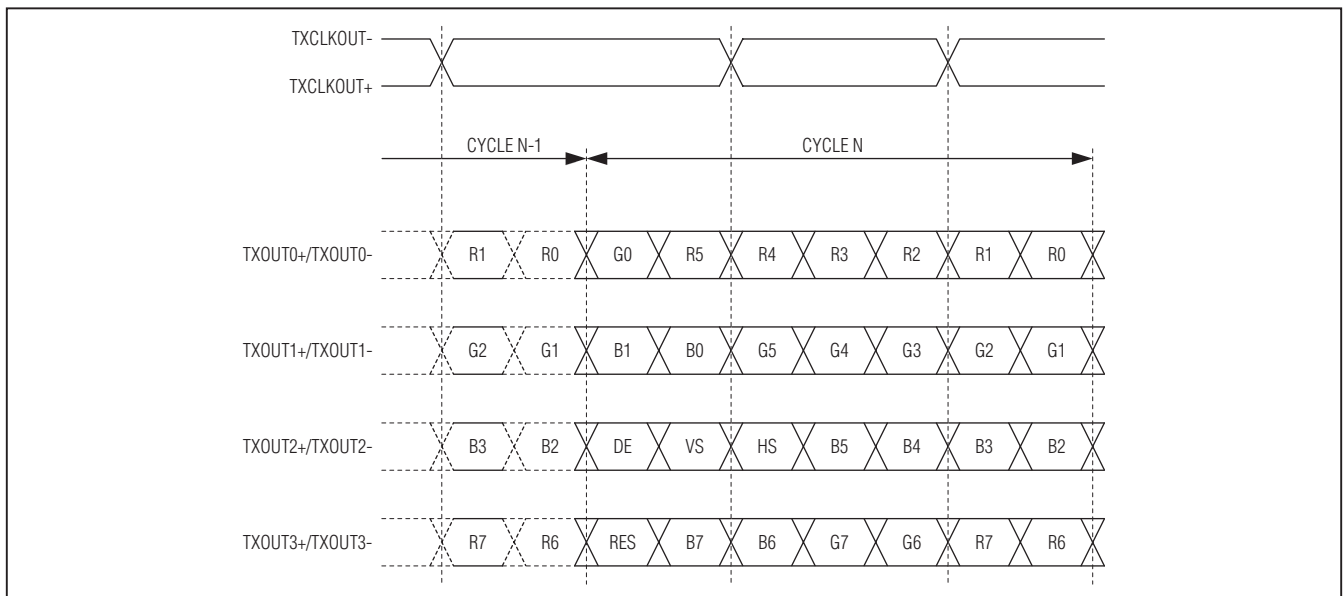 TXCLKOUT-
TXCLKOUT+
CYCLE N-1 CYCLE N
TXOUT0+/TXOUT0- R1 R0 G0 R5 R4 R3 R2 R1 R0
TXOUT1+/TXOUT1- G2 G1 B1 B0 G5 G4 G3 G2 G1
TXOUT2+/TXOUT2- B3 B2 DE VS HS B5 B4 B3 B2
TXOUT3+/TXOUT3- R7 R6 RES B7 B6 G7 G6 R7 R6